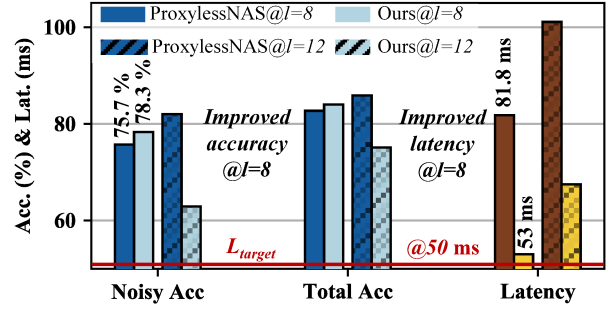 ProxylessNAS@l=8
Ours@l=8
ProxylessNAS@l=12
Ours@l=12
Acc. (%) & Lat. (ms)
100
80
60
75.7 %
78.3 %
Improved
accuracy
@l=8
Improved
latency
@l=8
81.8 ms
53 ms
L_target
@50 ms
Noisy Acc
Total Acc
Latency